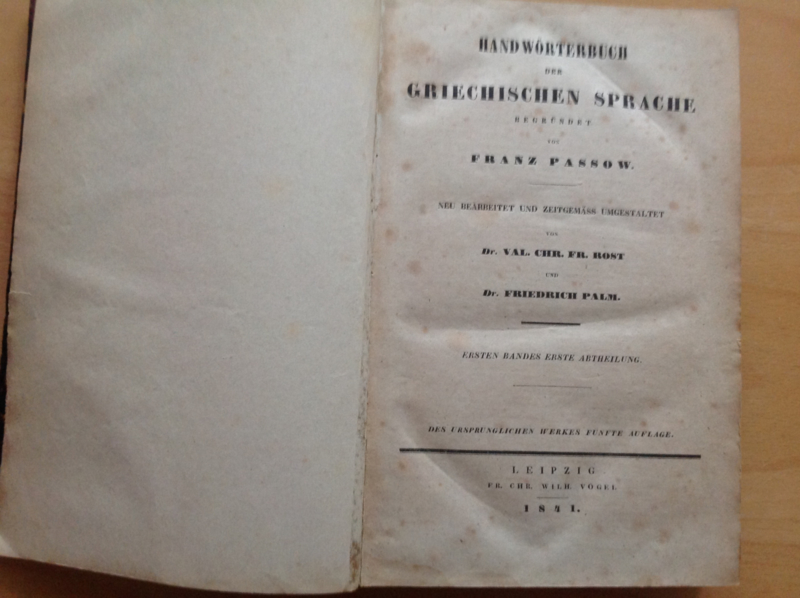 HANDWÖRTERBUCH
DER
GRIECHISCHEN SPRACHE
BEGRÜNDET
VON
FRANZ PASSOW.
NEU BEARBEITET UND ZEITGEMÄSS UMGESTALTET
VON
Dr. VAL. CHR. FR. ROST
UND
Dr. FRIEDRICH PALM.
ERSTEN BANDES ERSTE ABTHEILUNG.
DES URSPRÜNGLICHEN WERKES FÜNFTE AUFLAGE.
LEIPZIG
FR. CHR. WILH. VOGEL
1841.